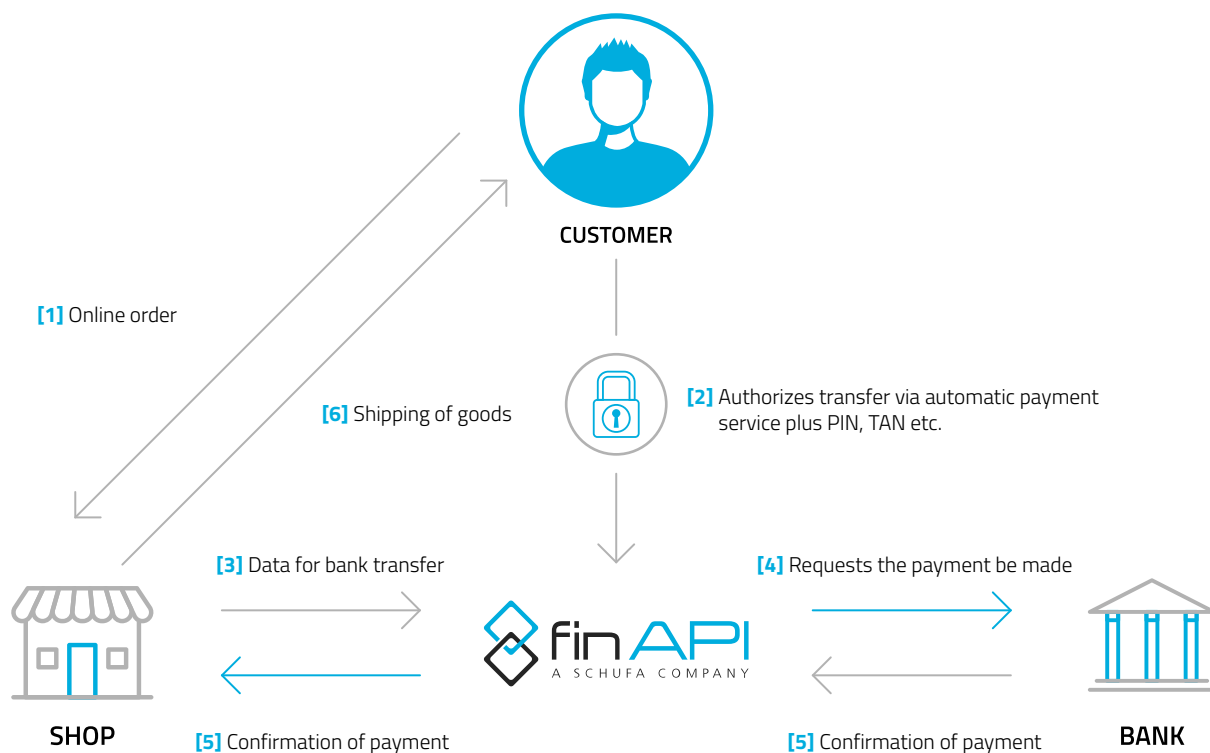 CUSTOMER
[1] Online order
[2] Authorizes transfer via automatic payment
service plus PIN, TAN etc.
[6] Shipping of goods
[3] Data for bank transfer
[4] Requests the payment be made
finAPI
A SCHUFA COMPANY
SHOP
[5] Confirmation of payment
[5] Confirmation of payment
BANK